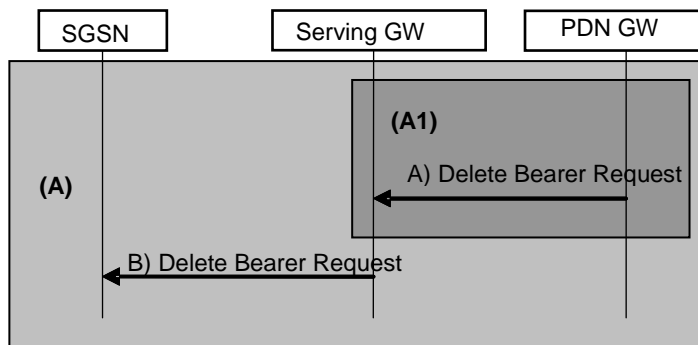 SGSN
Serving GW
PDN GW
(A1)
A) Delete Bearer Request
(A)
B) Delete Bearer Request